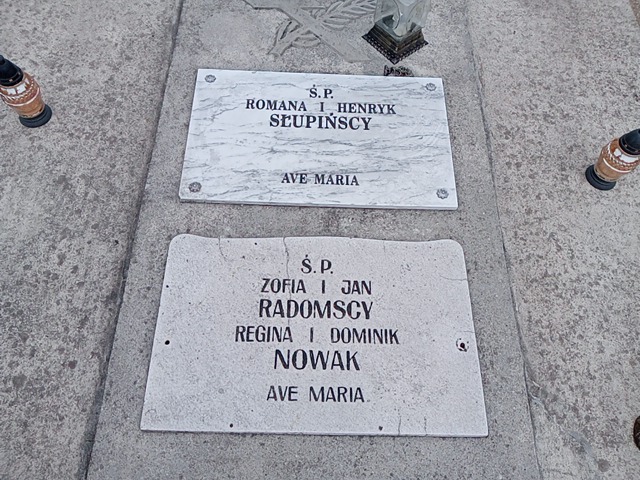 Ś.P.
ROMANA I HENRYK
SŁUPIŃSCY
AVE MARIA
Ś.P.
ZOFIA I JAN
RADOMSCY
REGINA I DOMINIK
NOWAK
AVE MARIA